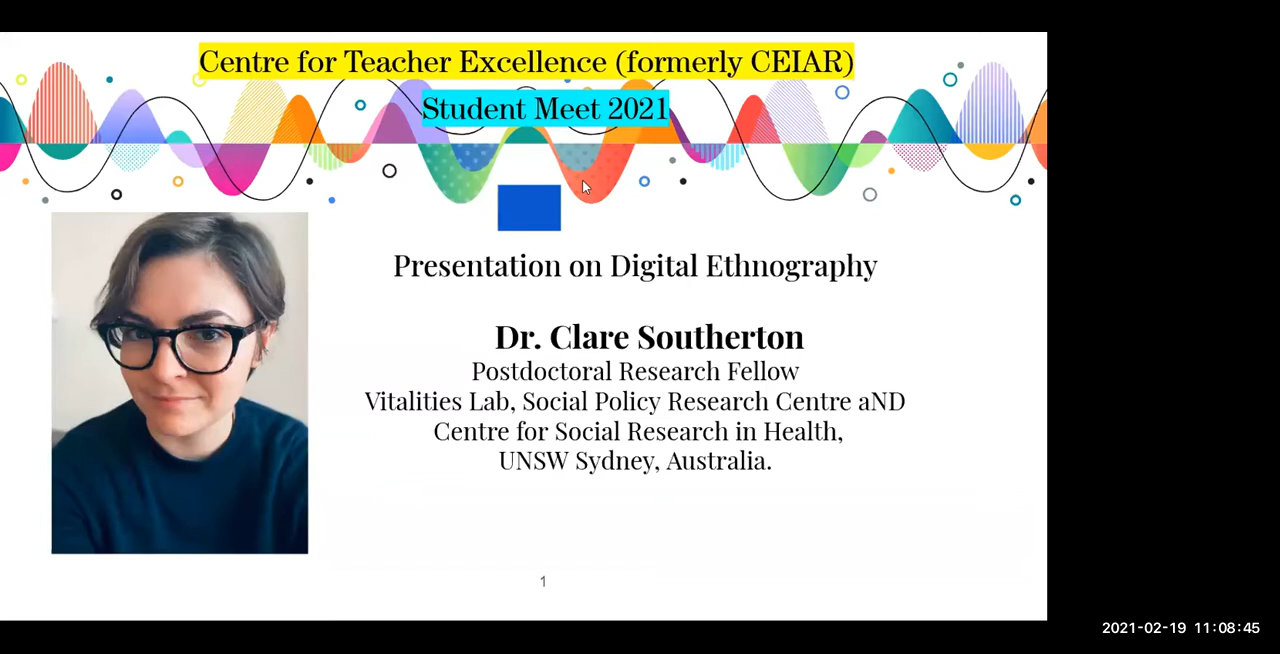 Centre for Teacher Excellence (formerly CEIAR)
Student Meet 2021
Presentation on Digital Ethnography
Dr. Clare Southerton
Postdoctoral Research Fellow
Vitalities Lab, Social Policy Research Centre aND
Centre for Social Research in Health,
UNSW Sydney, Australia.
1
2021-02-19 11:08:45